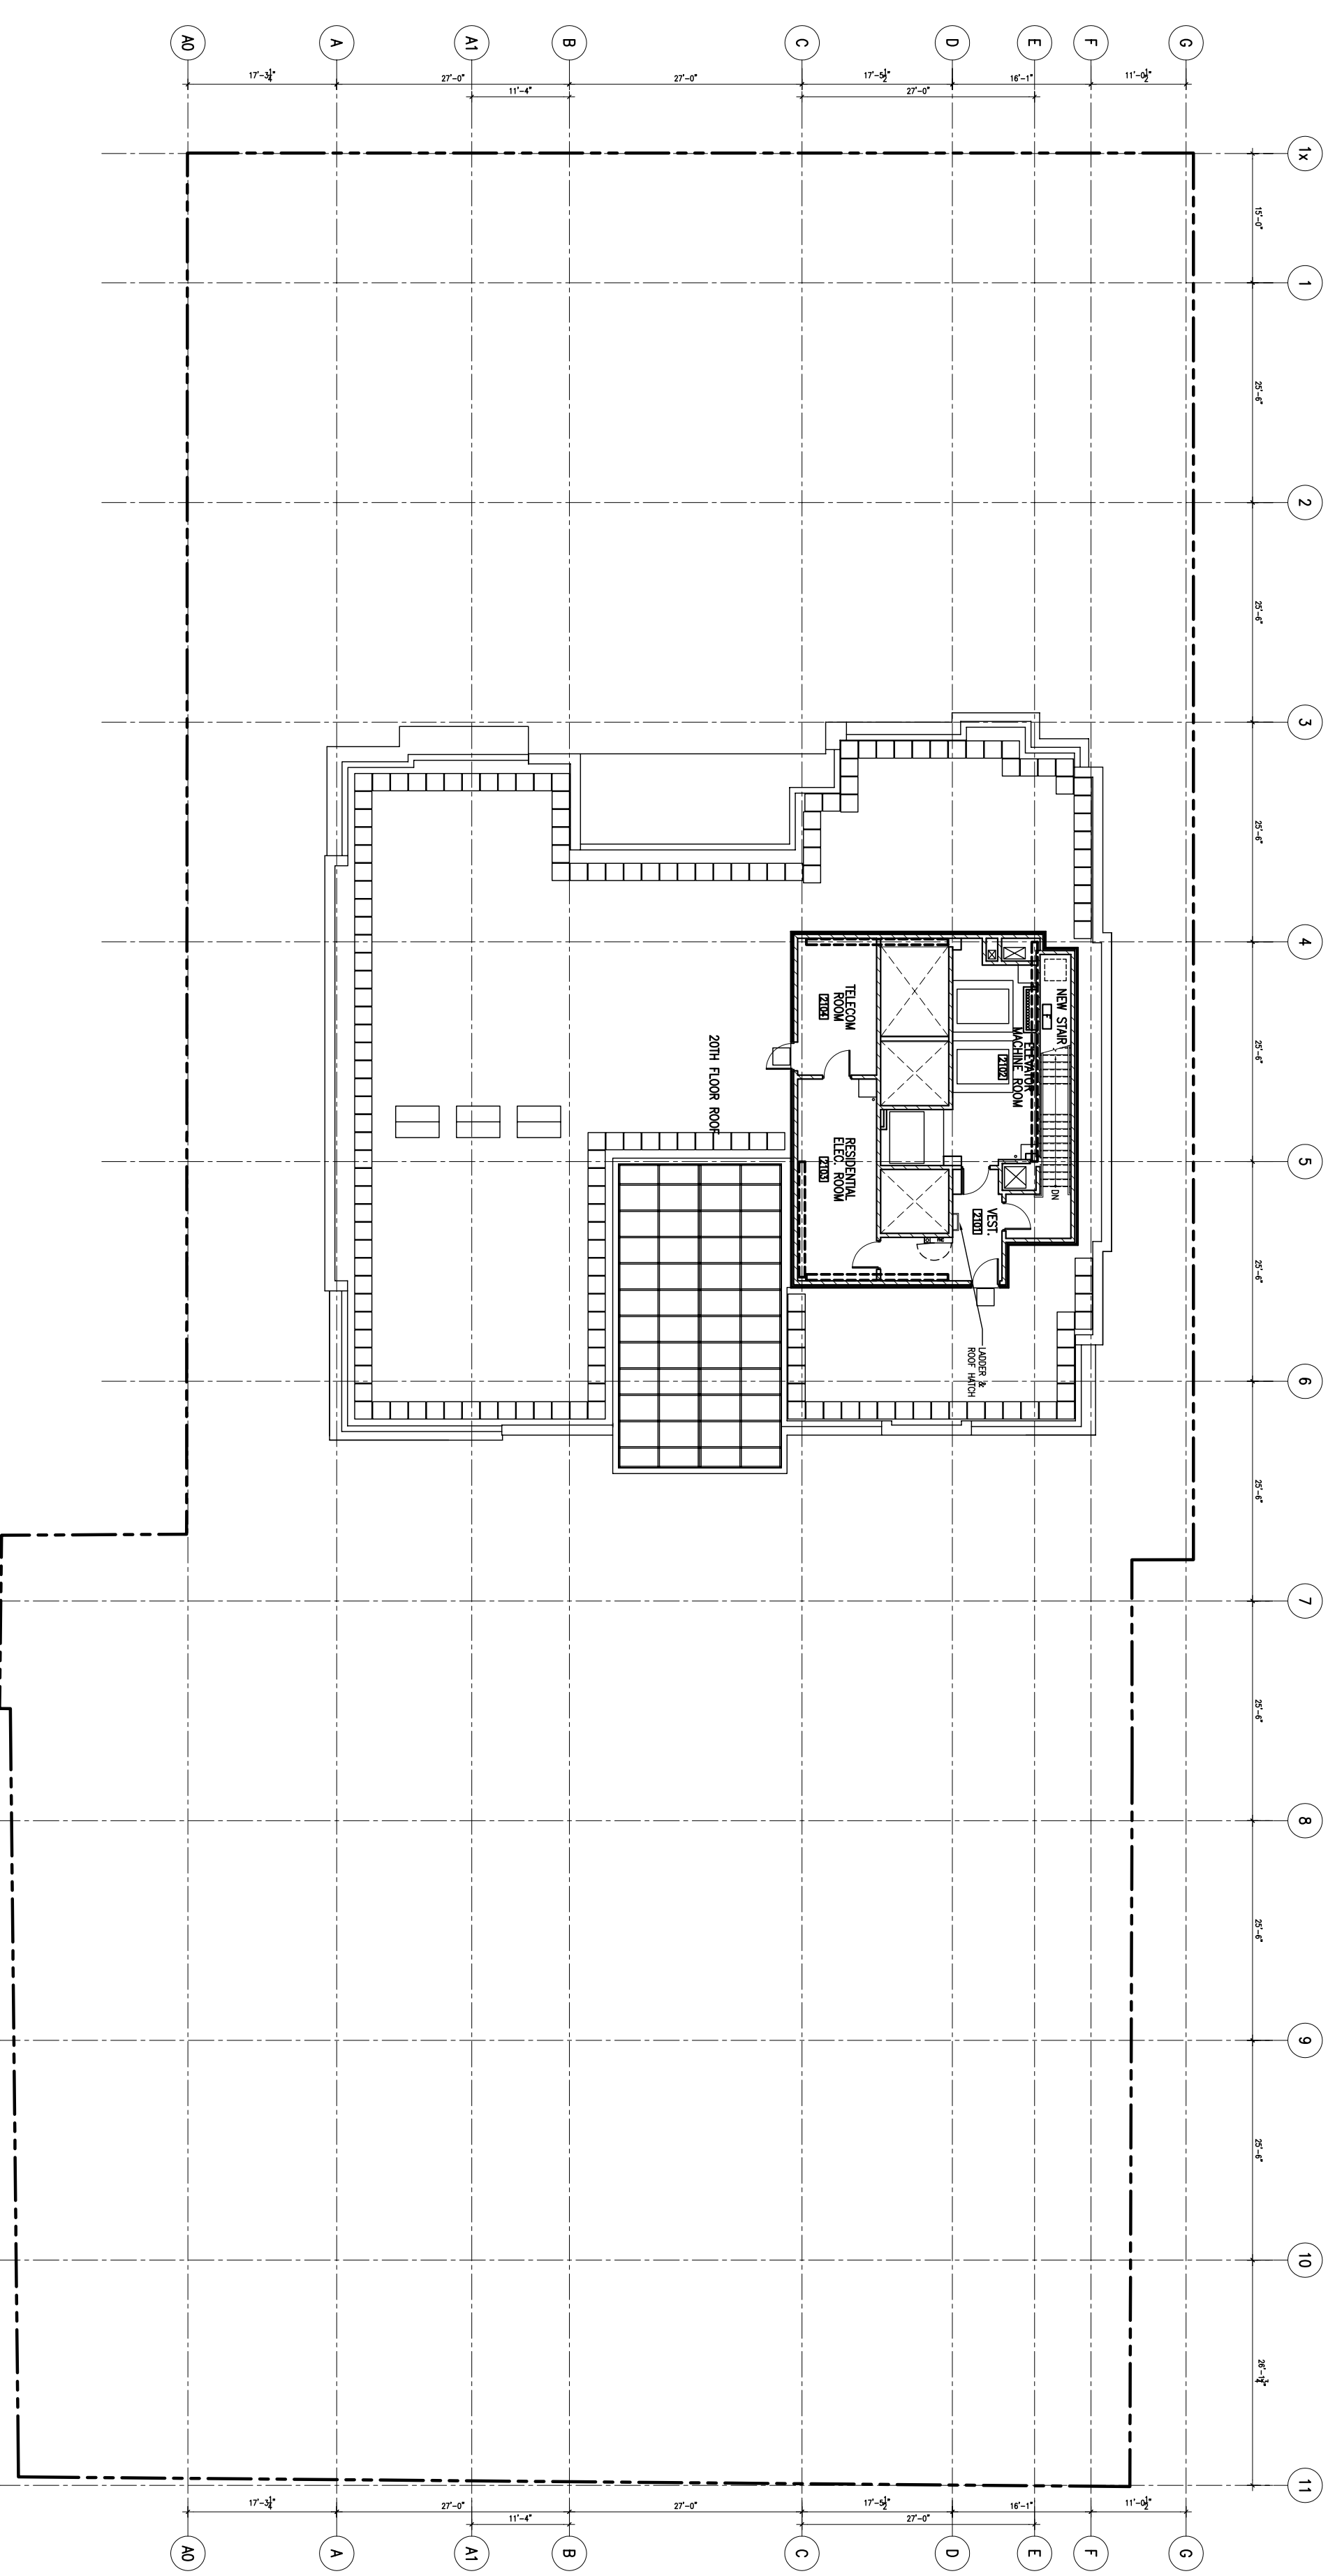 A0
A
A1
B
C
D
E
F
G
17'-3¼"
27'-0"
27'-0"
17'-5½"
16'-1"
11'-0½"
11'-4"
27'-0"
1x
15'-0"
1
25'-6"
2
25'-6"
3
25'-6"
4
25'-6"
5
25'-6"
6
25'-6"
7
25'-6"
8
25'-6"
9
25'-6"
10
26'-1¾"
11
NEW STAIR
F
DN
ELEVATOR
MACHINE ROOM
2102
TELECOM
ROOM
2104
RESIDENTIAL
ELEC. ROOM
2103
VEST.
2101
LADDER &
ROOF HATCH
20TH FLOOR ROOF
17'-3¼"
27'-0"
27'-0"
17'-5½"
16'-1"
11'-0½"
11'-4"
27'-0"
A0
A
A1
B
C
D
E
F
G